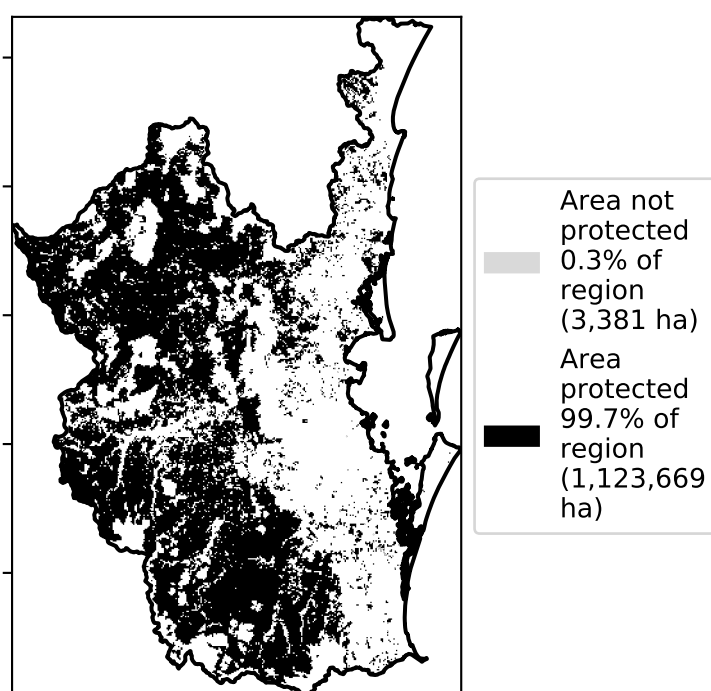 Area not
protected
0.3% of
region
(3,381 ha)
Area
protected
99.7% of
region
(1,123,669
ha)